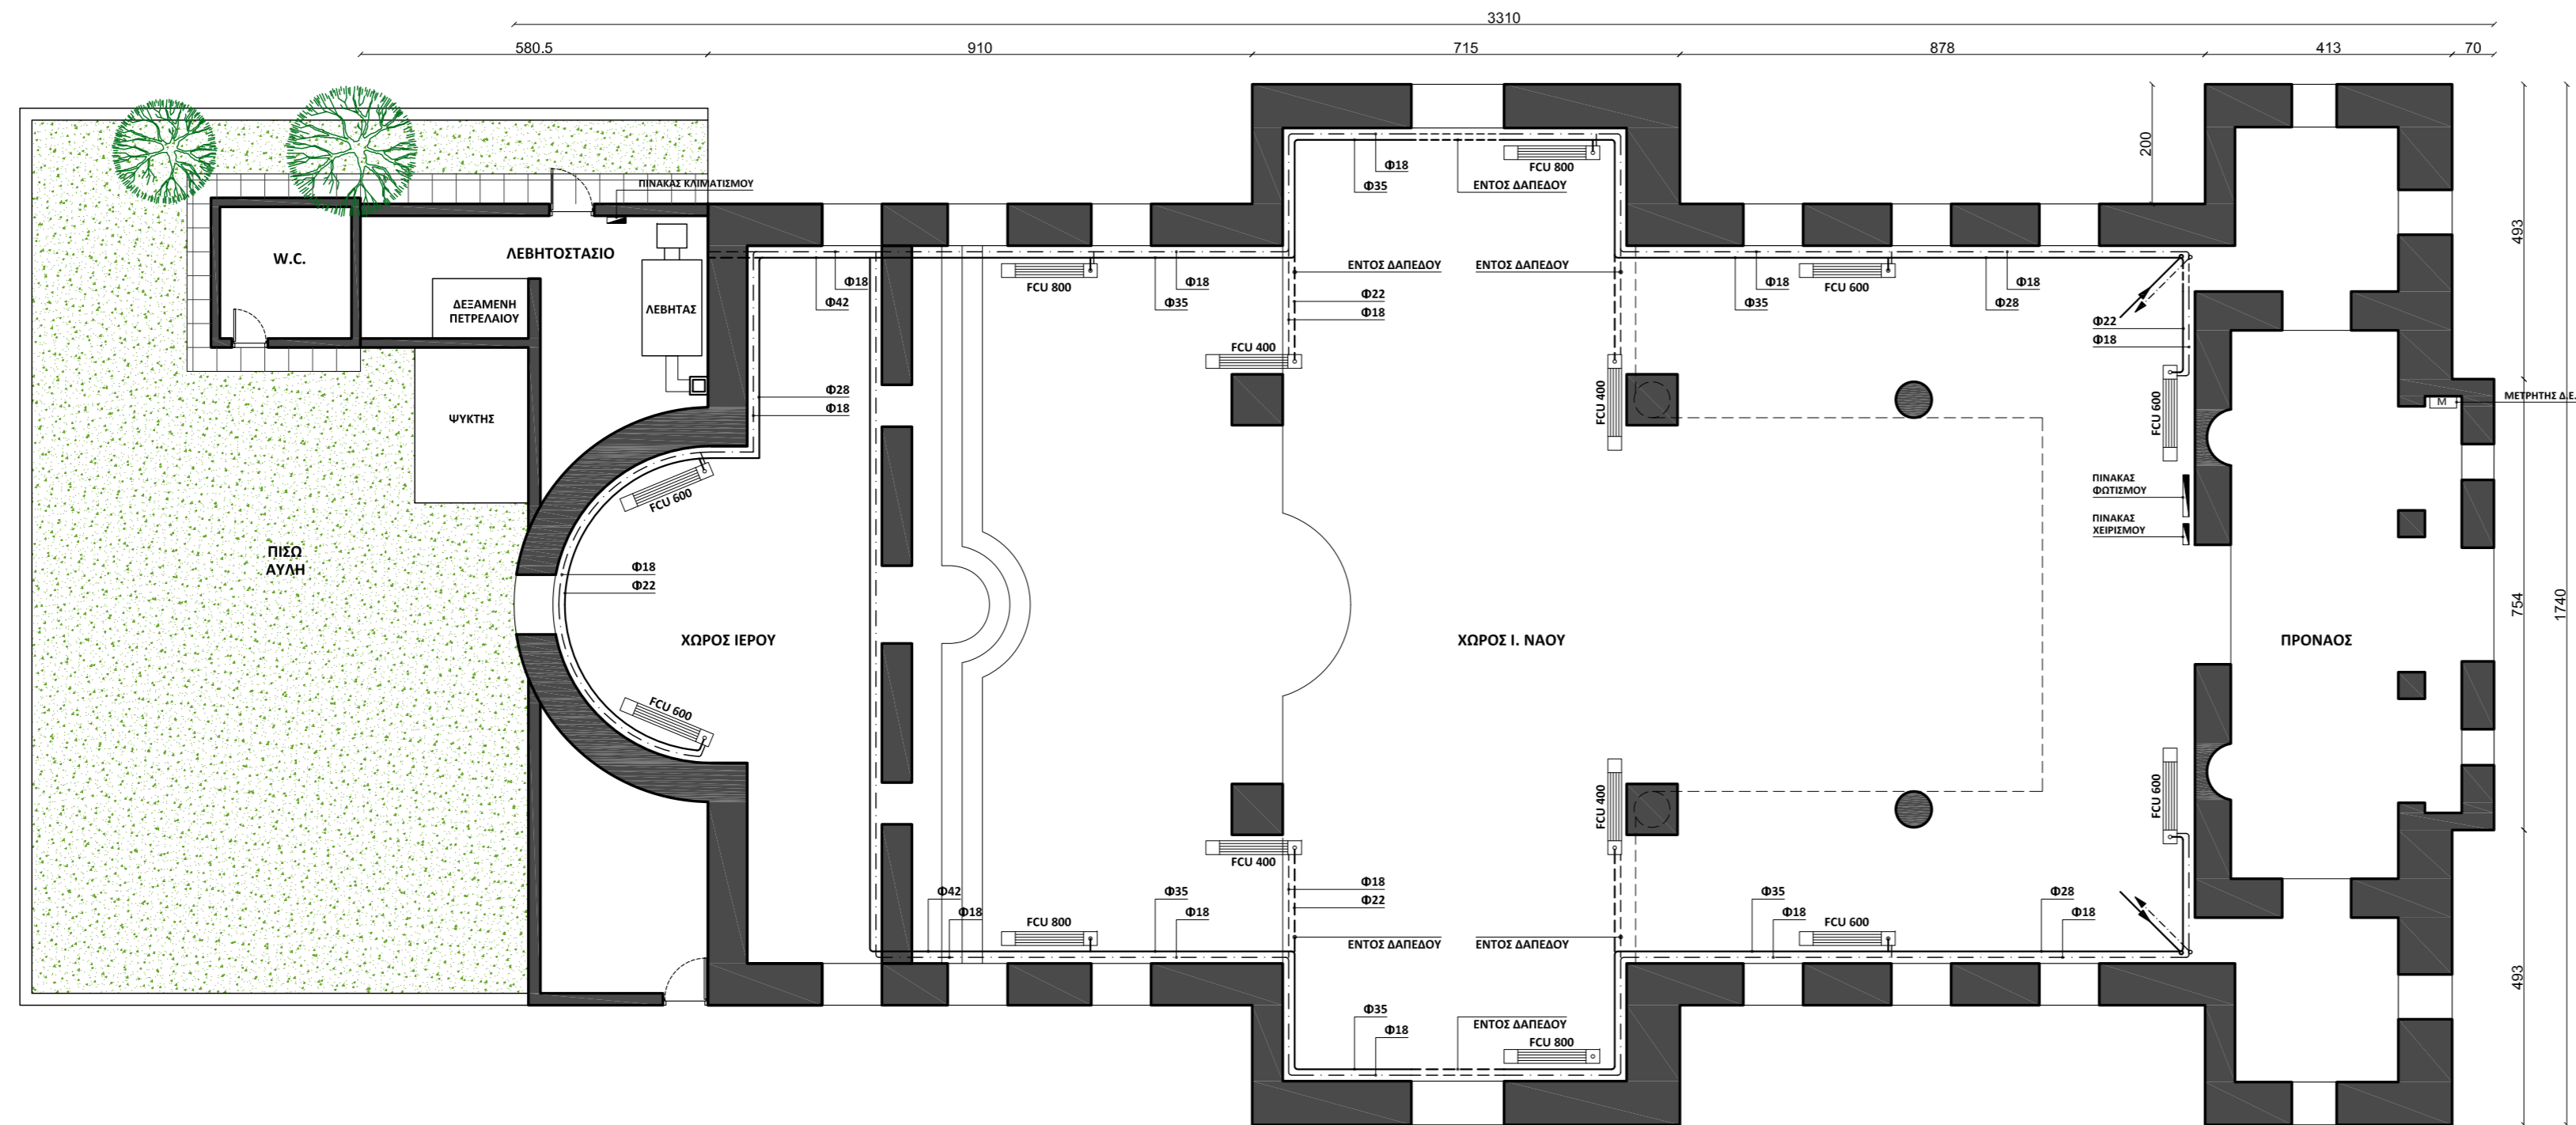 3310
580.5
910
715
878
413
70
200
493
754
1740
493
ΠΙΝΑΚΑΣ ΚΛΙΜΑΤΙΣΜΟΥ
W.C.
ΛΕΒΗΤΟΣΤΑΣΙΟ
ΔΕΞΑΜΕΝΗ
ΠΕΤΡΕΛΑΙΟΥ
ΛΕΒΗΤΑΣ
ΨΥΚΤΗΣ
ΠΙΣΩ
ΑΥΛΗ
Φ18
Φ42
FCU 800
Φ18
Φ35
Φ28
Φ18
FCU 600
Φ18
Φ22
ΧΩΡΟΣ ΙΕΡΟΥ
FCU 600
Φ18
Φ35
ΕΝΤΟΣ ΔΑΠΕΔΟΥ
FCU 800
ΕΝΤΟΣ ΔΑΠΕΔΟΥ
ΕΝΤΟΣ ΔΑΠΕΔΟΥ
Φ22
Φ18
FCU 400
FCU 400
Φ18
Φ35
FCU 600
Φ18
Φ28
Φ22
Φ18
FCU 600
ΜΕΤΡΗΤΗΣ Δ.Ε.
M
ΠΙΝΑΚΑΣ
ΦΩΤΙΣΜΟΥ
ΠΙΝΑΚΑΣ
ΧΕΙΡΙΣΜΟΥ
ΧΩΡΟΣ Ι. ΝΑΟΥ
ΠΡΟΝΑΟΣ
FCU 400
FCU 600
FCU 400
Φ18
Φ22
Φ42
Φ18
FCU 800
Φ35
Φ18
ΕΝΤΟΣ ΔΑΠΕΔΟΥ
ΕΝΤΟΣ ΔΑΠΕΔΟΥ
Φ35
Φ18
FCU 600
Φ28
Φ18
Φ35
Φ18
ΕΝΤΟΣ ΔΑΠΕΔΟΥ
FCU 800